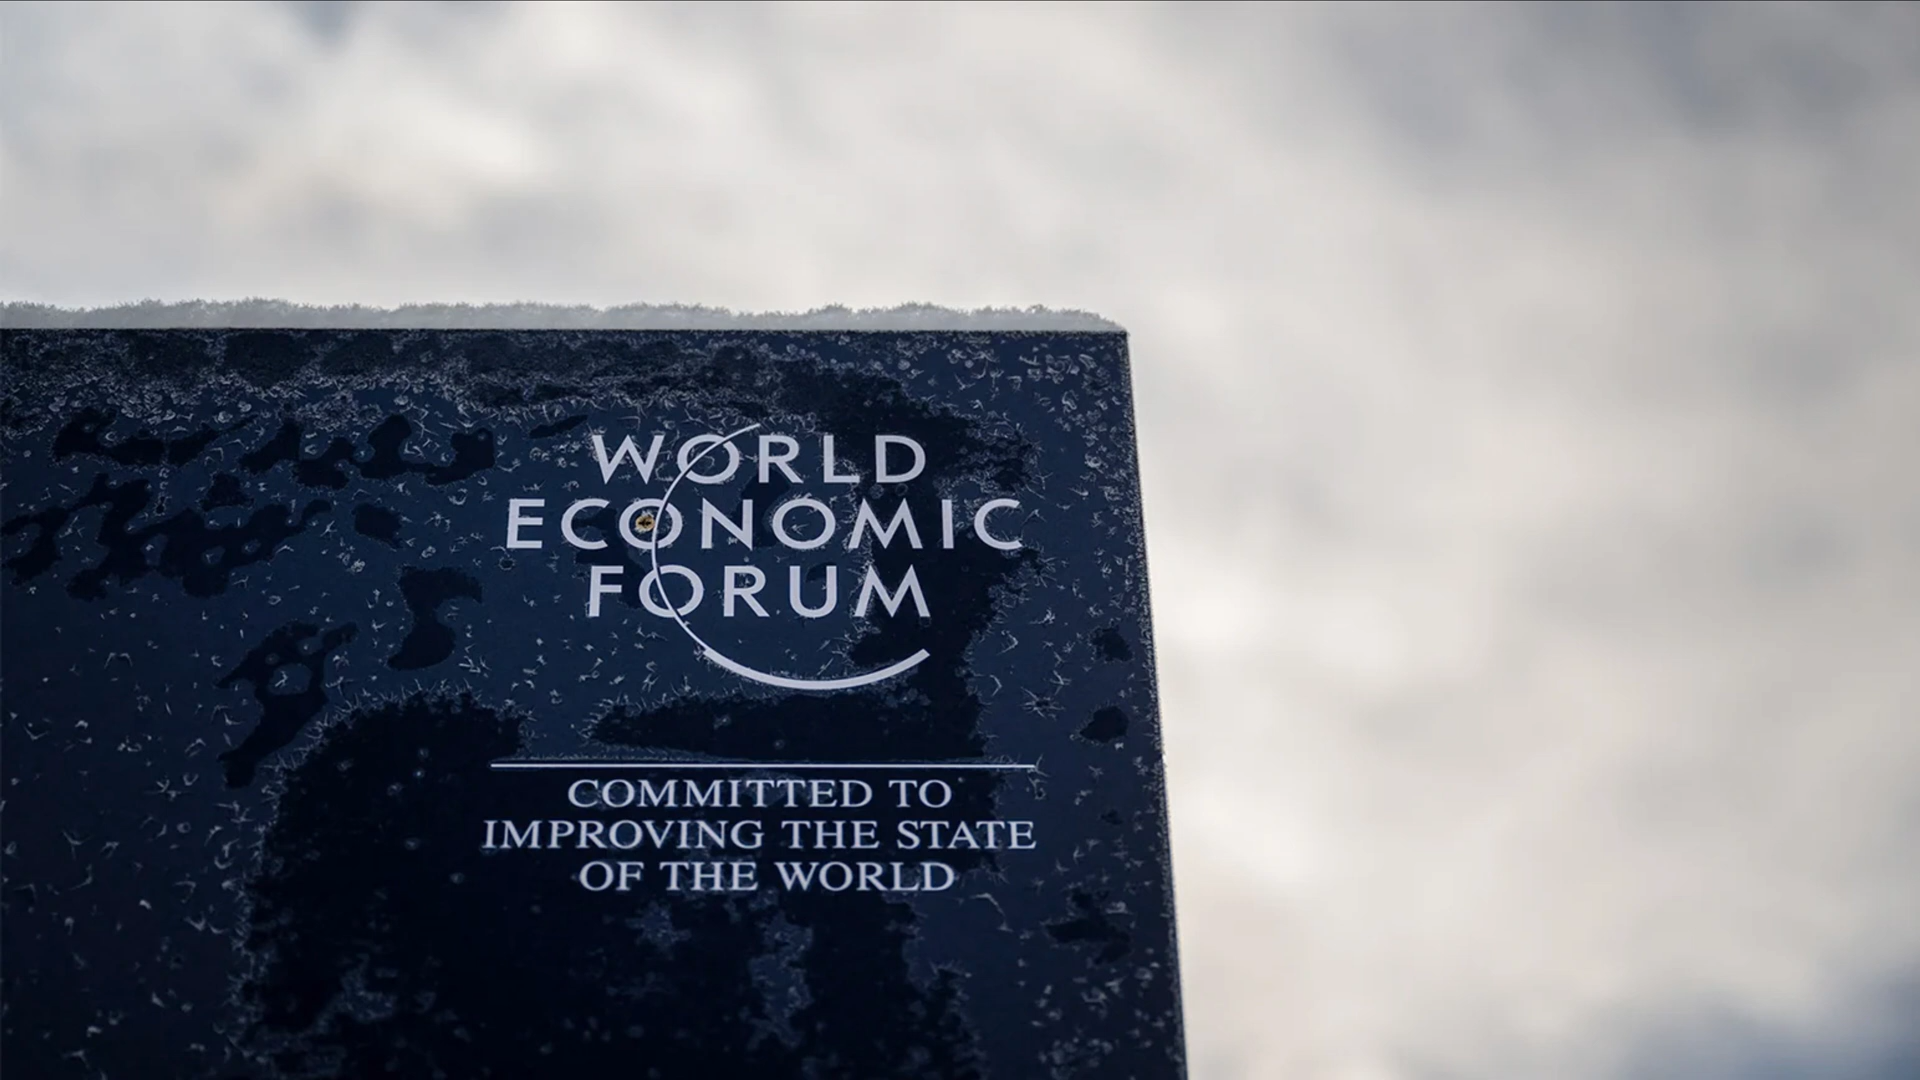 WORLD
ECONOMIC
FORUM
COMMITTED TO
IMPROVING THE STATE
OF THE WORLD